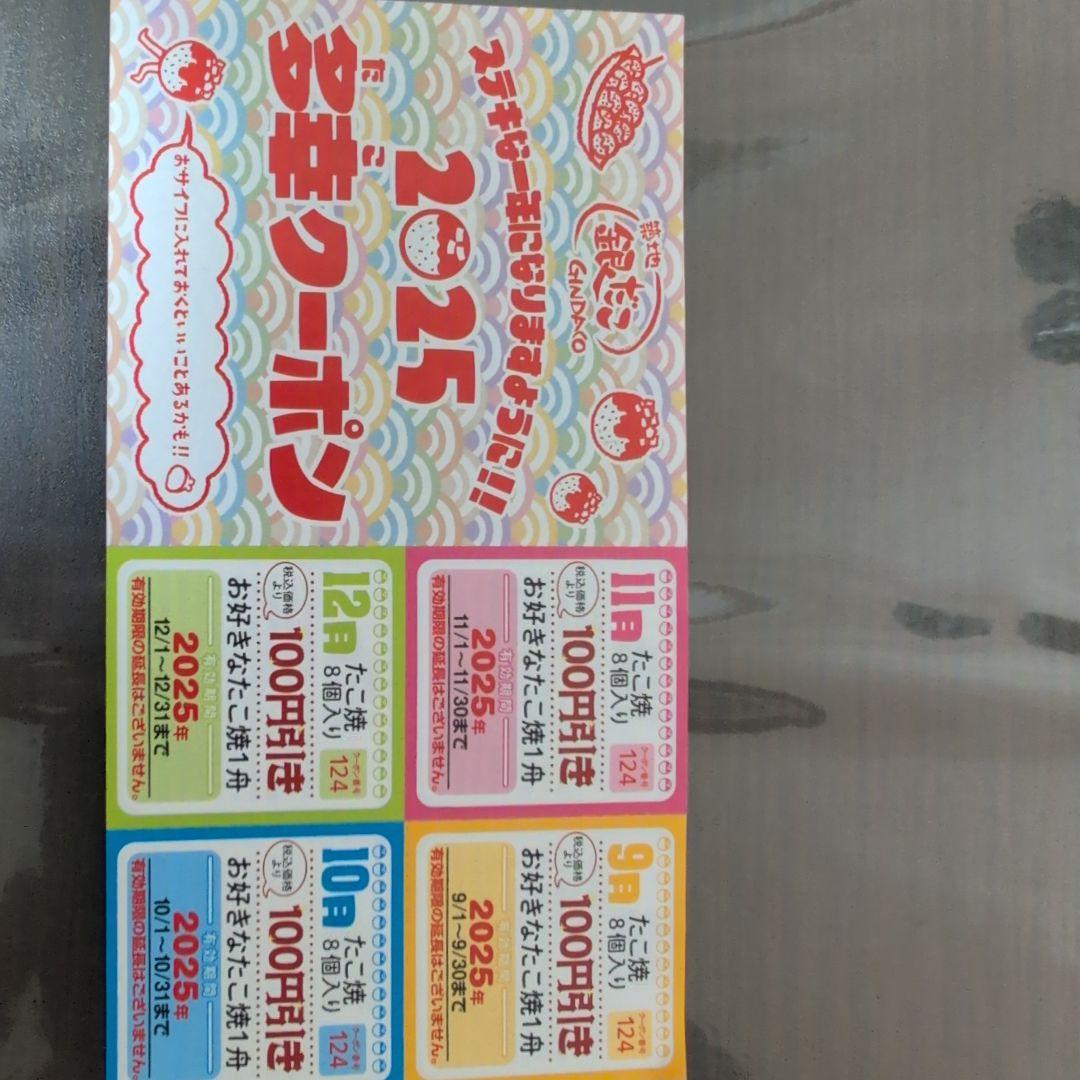 築地
銀だこ
GINDACO
ステキな一年になりますように!!
2025
たこ
多幸クーポン
おサイフに入れておくといいことあるかも!!
11月
たこ焼
8個入り
クーポン番号
124
税込価格
より
100円引き
お好きなたこ焼1舟
有効期間
2025年
11/1~11/30まで
有効期限の延長はございません。
12月
たこ焼
8個入り
クーポン番号
124
税込価格
より
100円引き
お好きなたこ焼1舟
有効期間
2025年
12/1~12/31まで
有効期限の延長はございません。
9月
たこ焼
8個入り
クーポン番号
124
税込価格
より
100円引き
お好きなたこ焼1舟
有効期間
2025年
9/1~9/30まで
有効期限の延長はございません。
10月
たこ焼
8個入り
クーポン番号
124
税込価格
より
100円引き
お好きなたこ焼1舟
有効期間
2025年
10/1~10/31まで
有効期限の延長はございません。